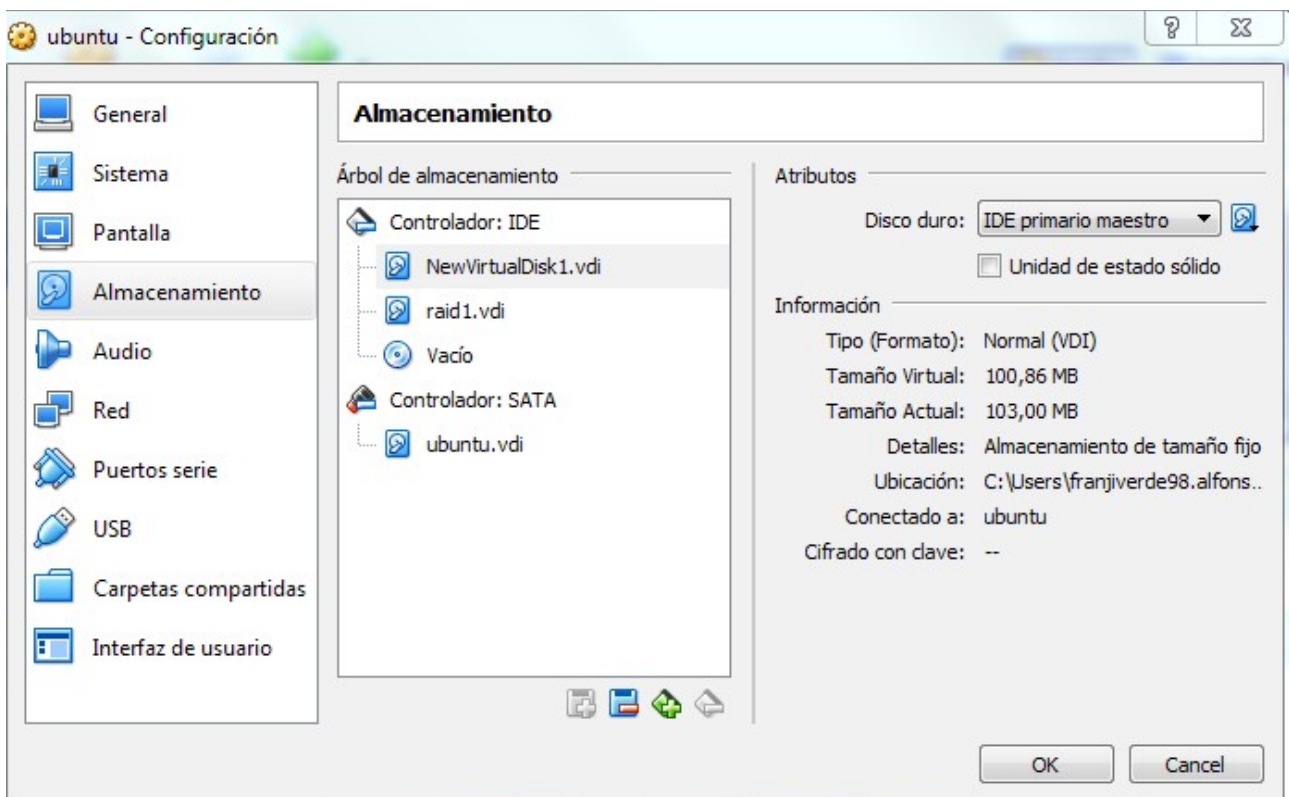 ubuntu - Configuración
General
Sistema
Pantalla
Almacenamiento
Audio
Red
Puertos serie
USB
Carpetas compartidas
Interfaz de usuario
Almacenamiento
Árbol de almacenamiento
Controlador: IDE
NewVirtualDisk1.vdi
raid1.vdi
Vacío
Controlador: SATA
ubuntu.vdi
Atributos
Disco duro: IDE primario maestro
Unidad de estado sólido
Información
Tipo (Formato): Normal (VDI)
Tamaño Virtual: 100,86 MB
Tamaño Actual: 103,00 MB
Detalles: Almacenamiento de tamaño fijo
Ubicación: C:\Users\franjiverde98.alfons..
Conectado a: ubuntu
Cifrado con clave: --
OK
Cancel